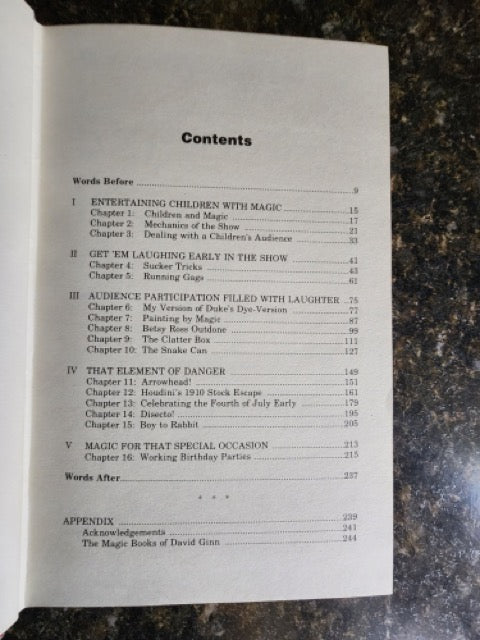 Contents
Words Before 9
I ENTERTAINING CHILDREN WITH MAGIC 15
Chapter 1: Children and Magic 17
Chapter 2: Mechanics of the Show 21
Chapter 3: Dealing with a Children's Audience 33
II GET 'EM LAUGHING EARLY IN THE SHOW 41
Chapter 4: Sucker Tricks 43
Chapter 5: Running Gags 61
III AUDIENCE PARTICIPATION FILLED WITH LAUGHTER 75
Chapter 6: My Version of Duke's Dye-Version 77
Chapter 7: Painting by Magic 87
Chapter 8: Betsy Ross Outdone 99
Chapter 9: The Clatter Box 111
Chapter 10: The Snake Can 127
IV THAT ELEMENT OF DANGER 149
Chapter 11: Arrowhead! 151
Chapter 12: Houdini's 1910 Stock Escape 161
Chapter 13: Celebrating the Fourth of July Early 179
Chapter 14: Disecto! 195
Chapter 15: Boy to Rabbit 205
V MAGIC FOR THAT SPECIAL OCCASION 213
Chapter 16: Working Birthday Parties 215
Words After 237
* * *
APPENDIX 239
Acknowledgements 241
The Magic Books of David Ginn 244